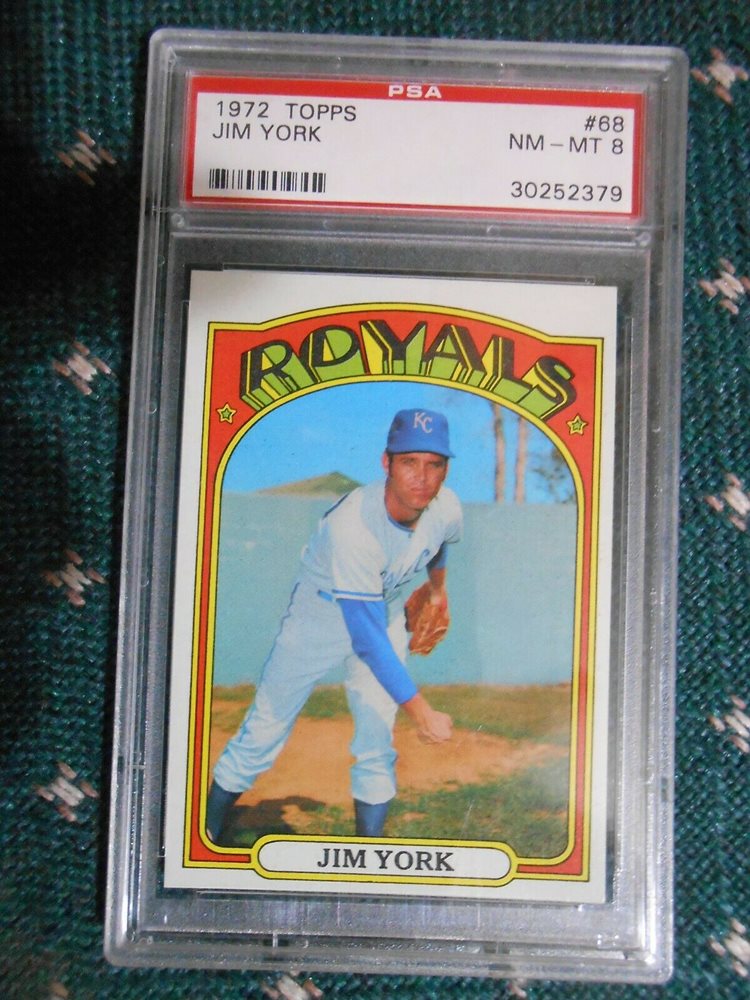 PSA
1972 TOPPS #68
JIM YORK NM - MT 8
30252379
ROYALS
KC
JIM YORK